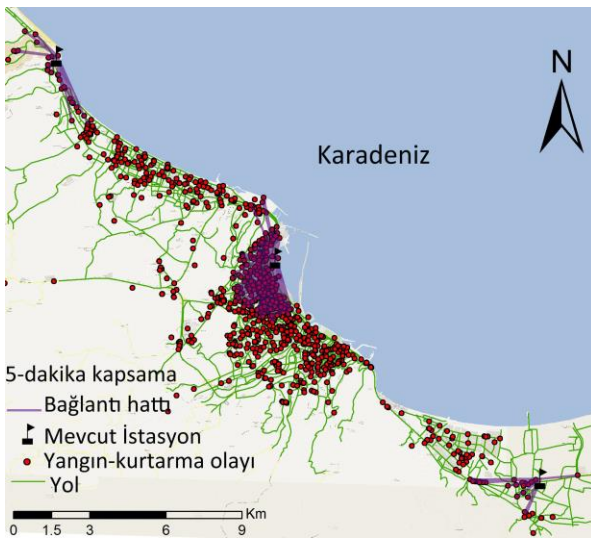 N
Karadeniz
5-dakika kapsama
Bağlantı hattı
Mevcut İstasyon
Yangın-kurtarma olayı
Yol
Km
0 1.5 3 6 9